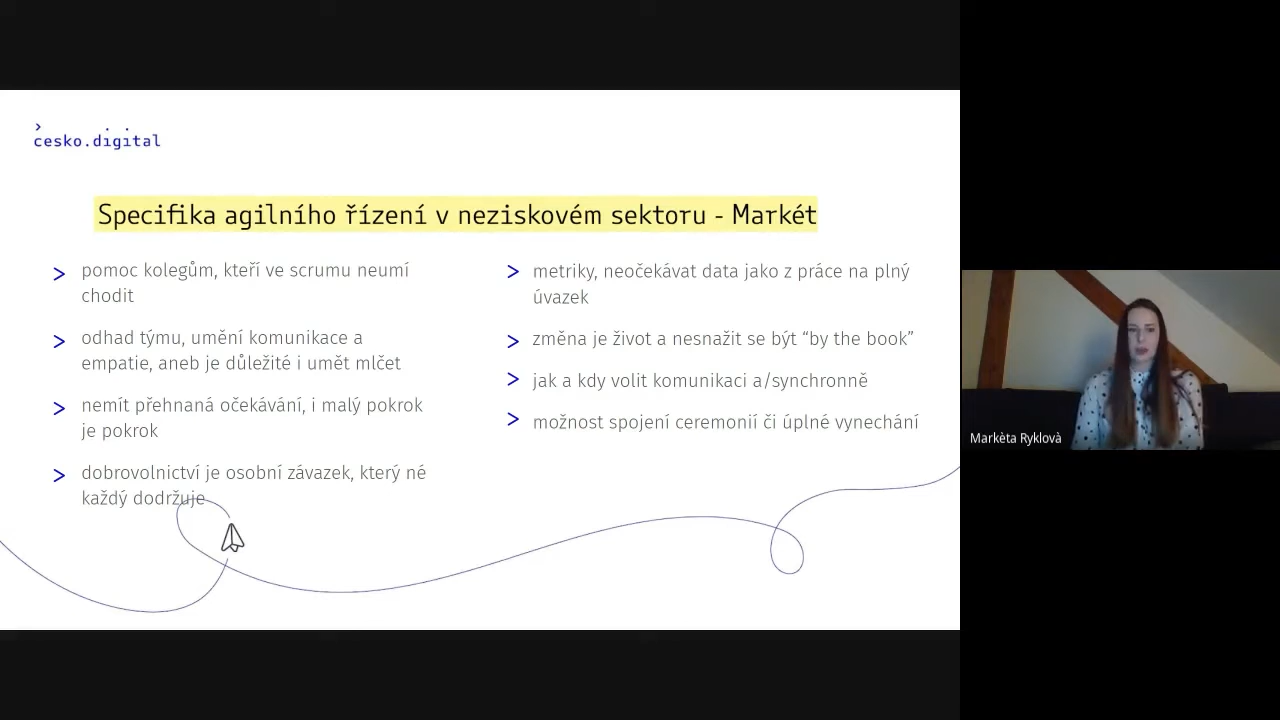 cesko.digital
Specifika agilního řízení v neziskovém sektoru - Markét
pomoc kolegům, kteří ve scrumu neumí
chodit
odhad týmu, umění komunikace a
empatie, aneb je důležité i umět mlčet
nemít přehnaná očekávání, i malý pokrok
je pokrok
dobrovolnictví je osobní závazek, který né
každý dodržuje
metriky, neočekávat data jako z práce na plný
úvazek
změna je život a nesnažit se být “by the book”
jak a kdy volit komunikaci a/synchronně
možnost spojení ceremonií či úplné vynechání
Markèta Ryklovà